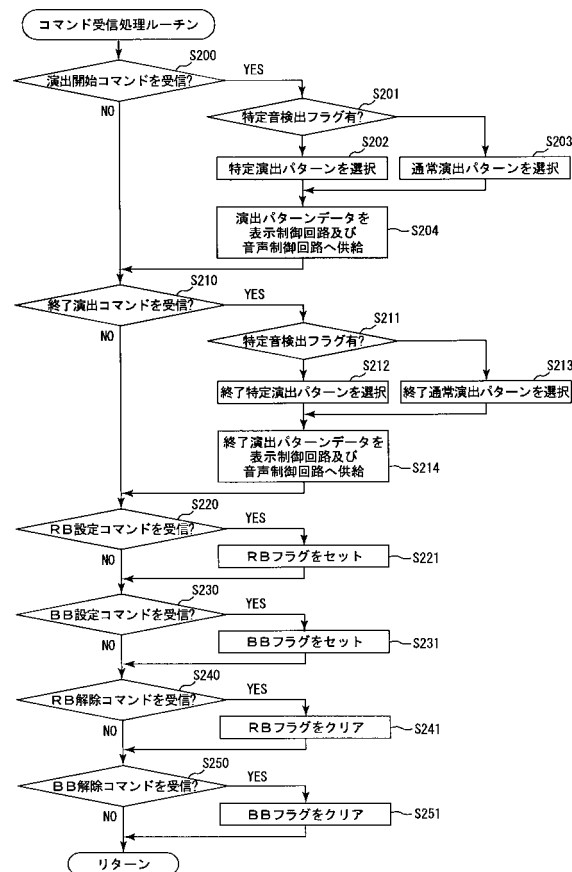 コマンド受信処理ルーチン
S200
演出開始コマンドを受信?
YES
NO
S201
特定音検出フラグ有?
S202
特定演出パターンを選択
S203
通常演出パターンを選択
演出パターンデータを
表示制御回路及び
音声制御回路へ供給
S204
S210
終了演出コマンドを受信?
YES
NO
S211
特定音検出フラグ有?
S212
終了特定演出パターンを選択
S213
終了通常演出パターンを選択
終了演出パターンデータを
表示制御回路及び
音声制御回路へ供給
S214
S220
RB設定コマンドを受信?
YES
NO
RBフラグをセット
S221
S230
BB設定コマンドを受信?
YES
NO
BBフラグをセット
S231
S240
RB解除コマンドを受信?
YES
NO
RBフラグをクリア
S241
S250
BB解除コマンドを受信?
YES
NO
BBフラグをクリア
S251
リターン